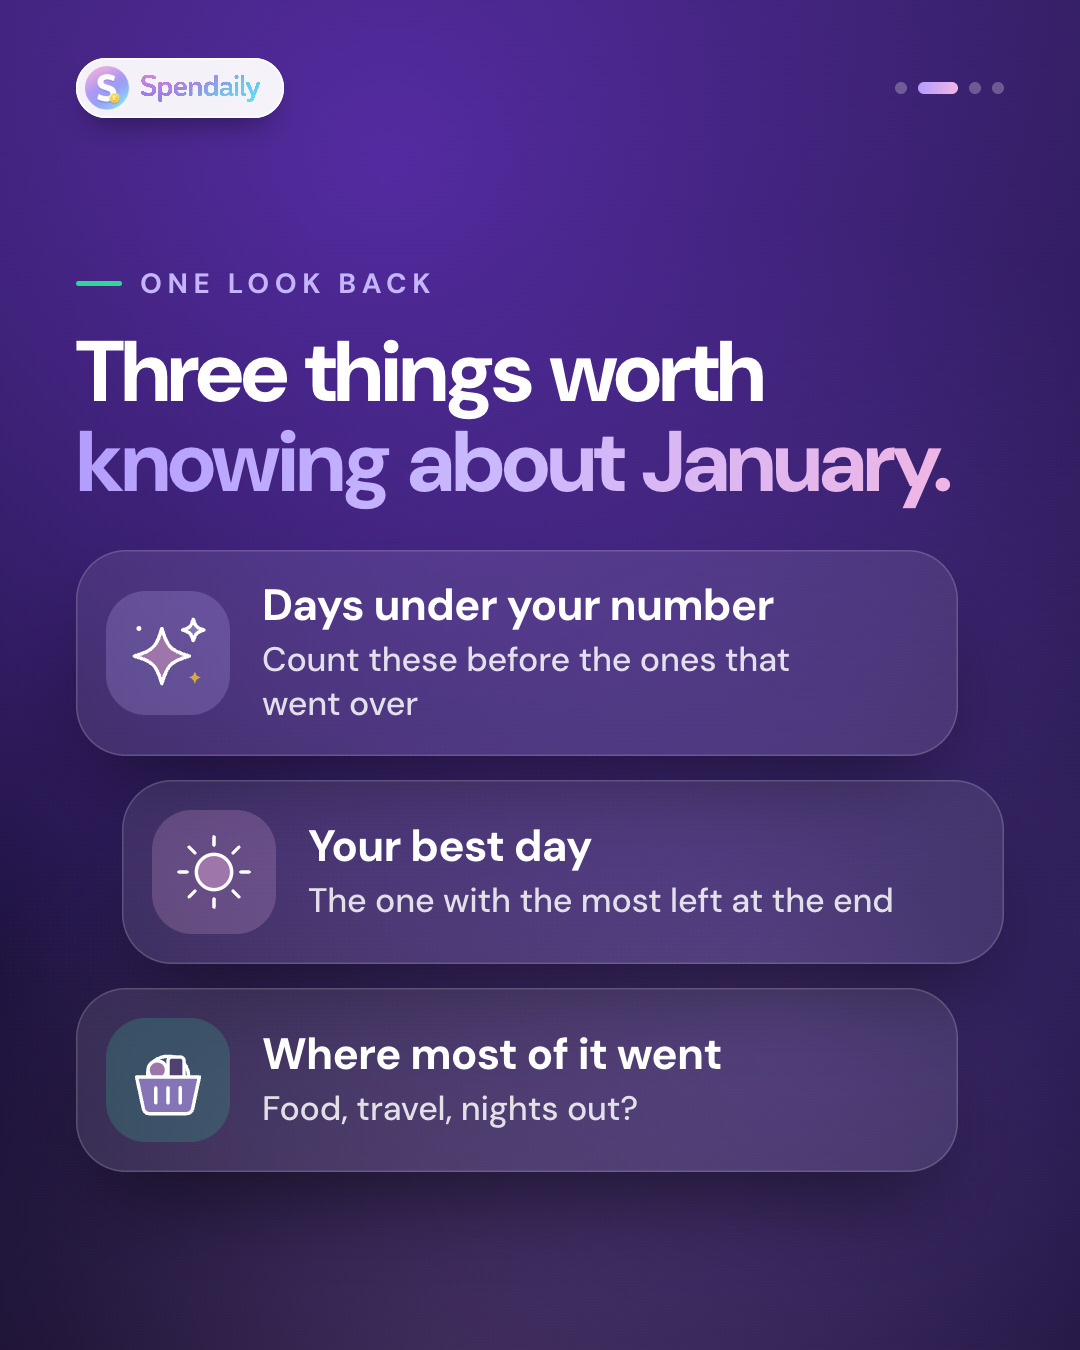 Spendaily
ONE LOOK BACK
Three things worth
knowing about January.
Days under your number
Count these before the ones that
went over
Your best day
The one with the most left at the end
Where most of it went
Food, travel, nights out?